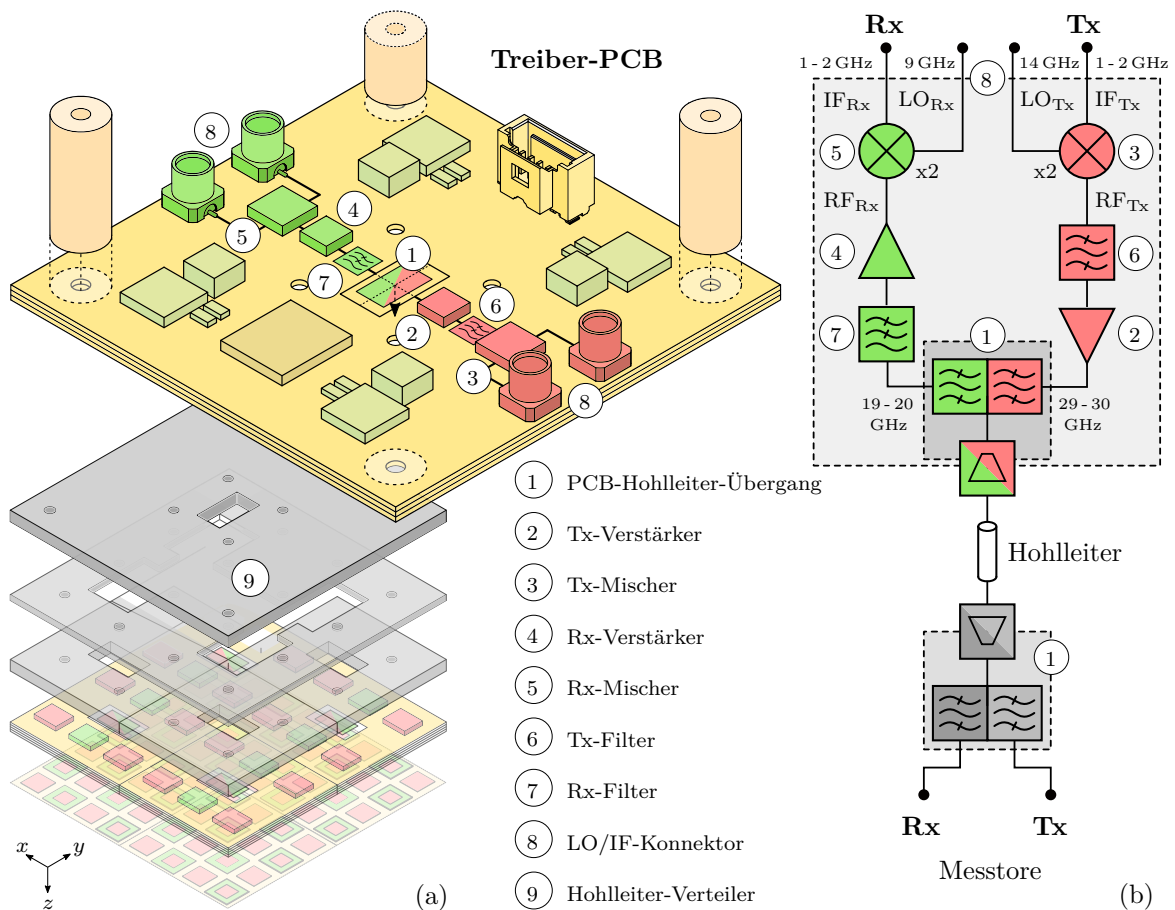 Treiber-PCB
8
4
5
1
7
6
2
3
8
9
x
y
z
(a)
1 PCB-Hohlleiter-Übergang
2 Tx-Verstärker
3 Tx-Mischer
4 Rx-Verstärker
5 Rx-Mischer
6 Tx-Filter
7 Rx-Filter
8 LO/IF-Konnektor
9 Hohlleiter-Verteiler
Rx Tx
1 - 2 GHz 9 GHz 14 GHz 1 - 2 GHz
8
IF_Rx LO_Rx LO_Tx IF_Tx
5 3
x2 x2
RF_Rx RF_Tx
4 6
7 1 2
19 - 20 GHz
29 - 30 GHz
Hohlleiter
1
Rx Tx
Messtore
(b)